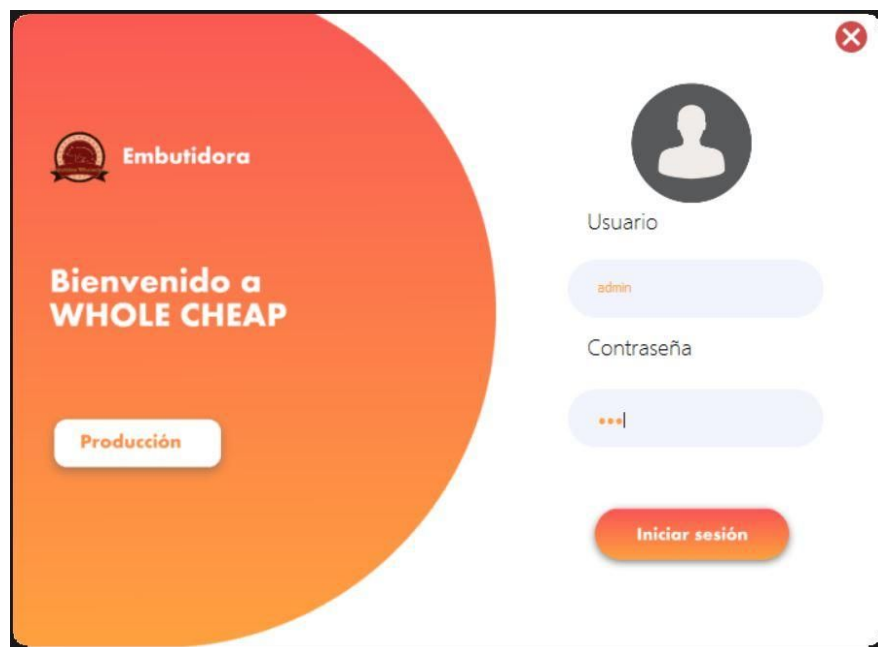 Embutidora
Bienvenido a
WHOLE CHEAP
Producción
Usuario
admin
Contraseña
•••
Iniciar sesión